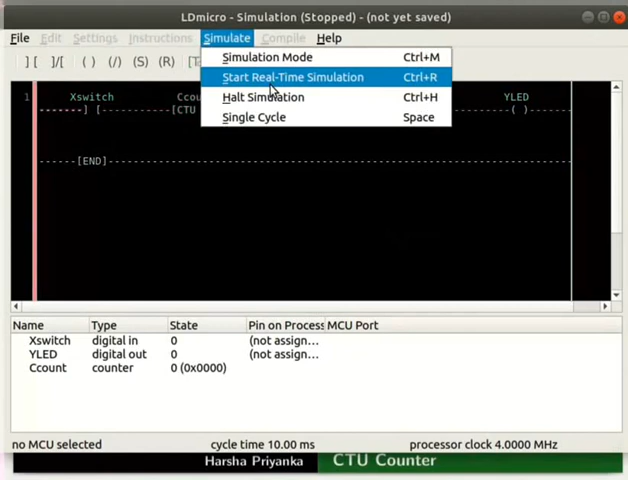 LDmicro - Simulation (Stopped) - (not yet saved)
File Edit Settings Instructions Simulate Compile Help
Simulation Mode Ctrl+M
Start Real-Time Simulation Ctrl+R
Halt Simulation Ctrl+H
Single Cycle Space
] [ ]/[ ( ) (/) (S) (R)
Xswitch Ccou YLED
1 -------] [----------[CTU ------( )-----
------[END]------
Name Type State Pin on Process MCU Port
Xswitch digital in 0 (not assign...
YLED digital out 0 (not assign...
Ccount counter 0 (0x0000)
no MCU selected cycle time 10.00 ms processor clock 4.0000 MHz
Harsha Priyanka CTU Counter